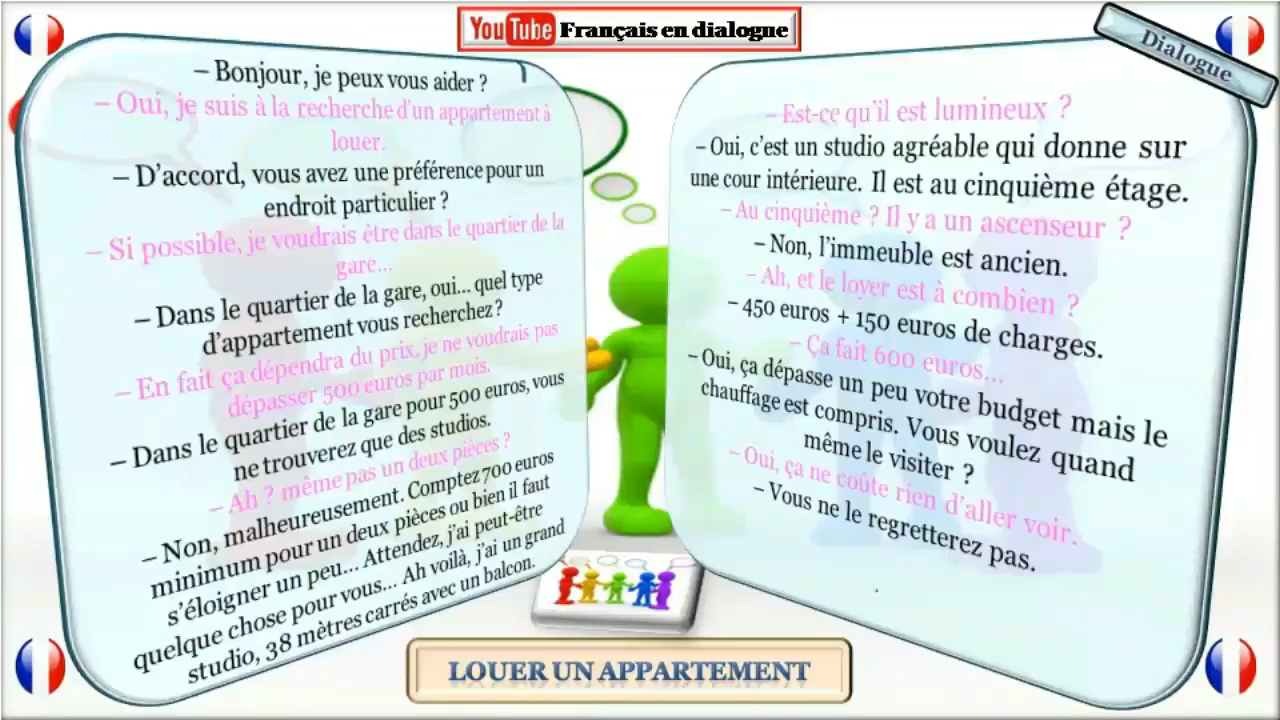 YouTube Français en dialogue
Dialogue
– Bonjour, je peux vous aider ?
– Oui, je suis à la recherche d'un appartement à
louer.
– D'accord, vous avez une préférence pour un
endroit particulier ?
– Si possible, je voudrais être dans le quartier de la
gare...
– Dans le quartier de la gare, oui... quel type
d'appartement vous recherchez ?
– En fait ça dépendra du prix, je ne voudrais pas
dépasser 500 euros par mois.
– Dans le quartier de la gare pour 500 euros, vous
ne trouverez que des studios.
– Ah ? même pas un deux pièces ?
– Non, malheureusement. Comptez 700 euros
minimum pour un deux pièces ou bien il faut
s'éloigner un peu... Attendez, j'ai peut-être
quelque chose pour vous... Ah voilà, j'ai un grand
studio, 38 mètres carrés avec un balcon.
– Est-ce qu'il est lumineux ?
– Oui, c'est un studio agréable qui donne sur
une cour intérieure. Il est au cinquième étage.
– Au cinquième ? Il y a un ascenseur ?
– Non, l'immeuble est ancien.
– Ah, et le loyer est à combien ?
– 450 euros + 150 euros de charges.
– Ça fait 600 euros...
– Oui, ça dépasse un peu votre budget mais le
chauffage est compris. Vous voulez quand
même le visiter ?
– Oui, ça ne coûte rien d'aller voir.
– Vous ne le regretterez pas.
LOUER UN APPARTEMENT